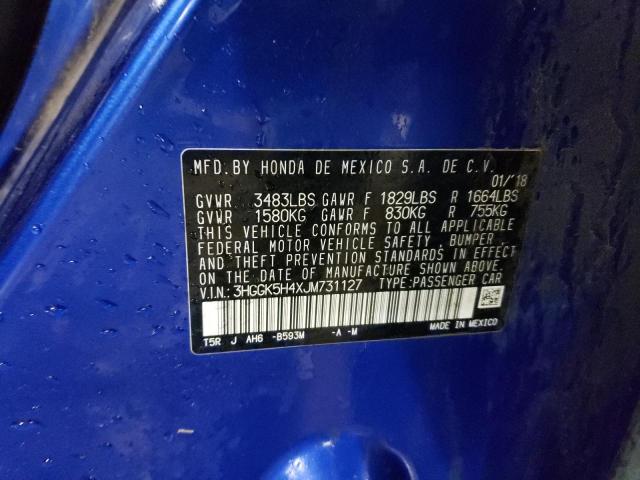 MFD. BY HONDA DE MEXICO S.A. DE C.V.
01/'18
GVWR 3483LBS GAWR F 1829LBS R 1664LBS
GVWR 1580KG GAWR F 830KG R 755KG
THIS VEHICLE CONFORMS TO ALL APPLICABLE
FEDERAL MOTOR VEHICLE SAFETY, BUMPER,
AND THEFT PREVENTION STANDARDS IN EFFECT
ON THE DATE OF MANUFACTURE SHOWN ABOVE.
V.I.N.: 3HGGK5H4XJM731127 TYPE:PASSENGER CAR
T5R J AH6 -B593M -A -M MADE IN MEXICO